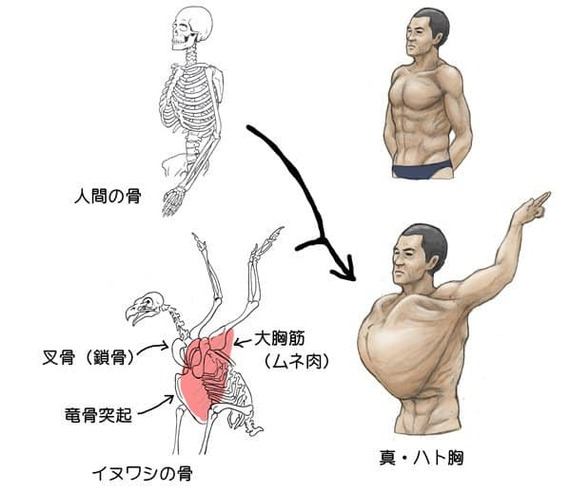 人間の骨
叉骨（鎖骨）
大胸筋
（ムネ肉）
竜骨突起
イヌワシの骨
真・ハト胸